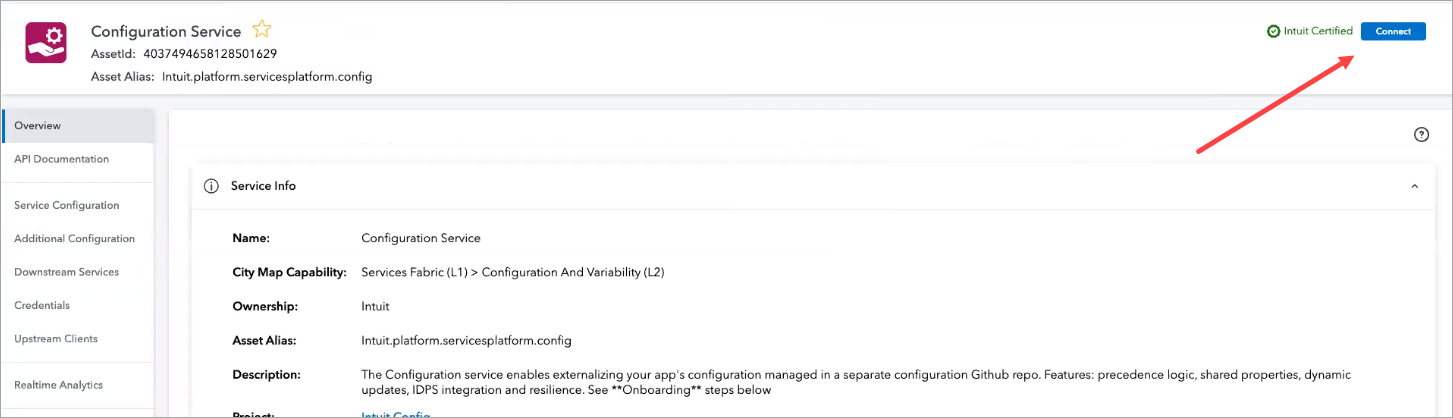 Configuration Service
AssetId: 4037494658128501629
Asset Alias: Intuit.platform.servicesplatform.config
Intuit Certified
Connect
Overview
API Documentation
Service Configuration
Additional Configuration
Downstream Services
Credentials
Upstream Clients
Realtime Analytics
Service Info
Name: Configuration Service
City Map Capability: Services Fabric (L1) > Configuration And Variability (L2)
Ownership: Intuit
Asset Alias: Intuit.platform.servicesplatform.config
Description: The Configuration service enables externalizing your app's configuration managed in a separate configuration Github repo. Features: precedence logic, shared properties, dynamic
updates, IDPS integration and resilience. See **Onboarding** steps below
Project: Intuit Config